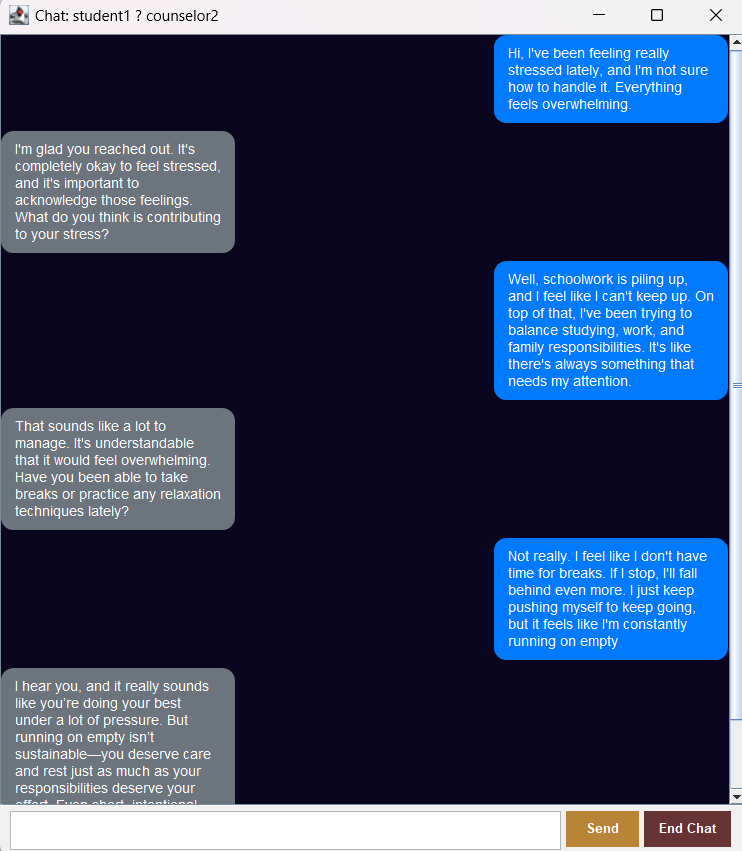 Chat: student1 ? counselor2
Hi, I've been feeling really
stressed lately, and I'm not sure
how to handle it. Everything
feels overwhelming.
I'm glad you reached out. It's
completely okay to feel stressed,
and it's important to
acknowledge those feelings.
What do you think is contributing
to your stress?
Well, schoolwork is piling up,
and I feel like I can't keep up. On
top of that, I've been trying to
balance studying, work, and
family responsibilities. It's like
there's always something that
needs my attention.
That sounds like a lot to
manage. It's understandable
that it would feel overwhelming.
Have you been able to take
breaks or practice any relaxation
techniques lately?
Not really. I feel like I don't have
time for breaks. If I stop, I'll fall
behind even more. I just keep
pushing myself to keep going,
but it feels like I'm constantly
running on empty
I hear you, and it really sounds
like you're doing your best
under a lot of pressure. But
running on empty isn't
sustainable—you deserve care
and rest just as much as your
responsibilities deserve your
effort. Even short, intentional
Send
End Chat